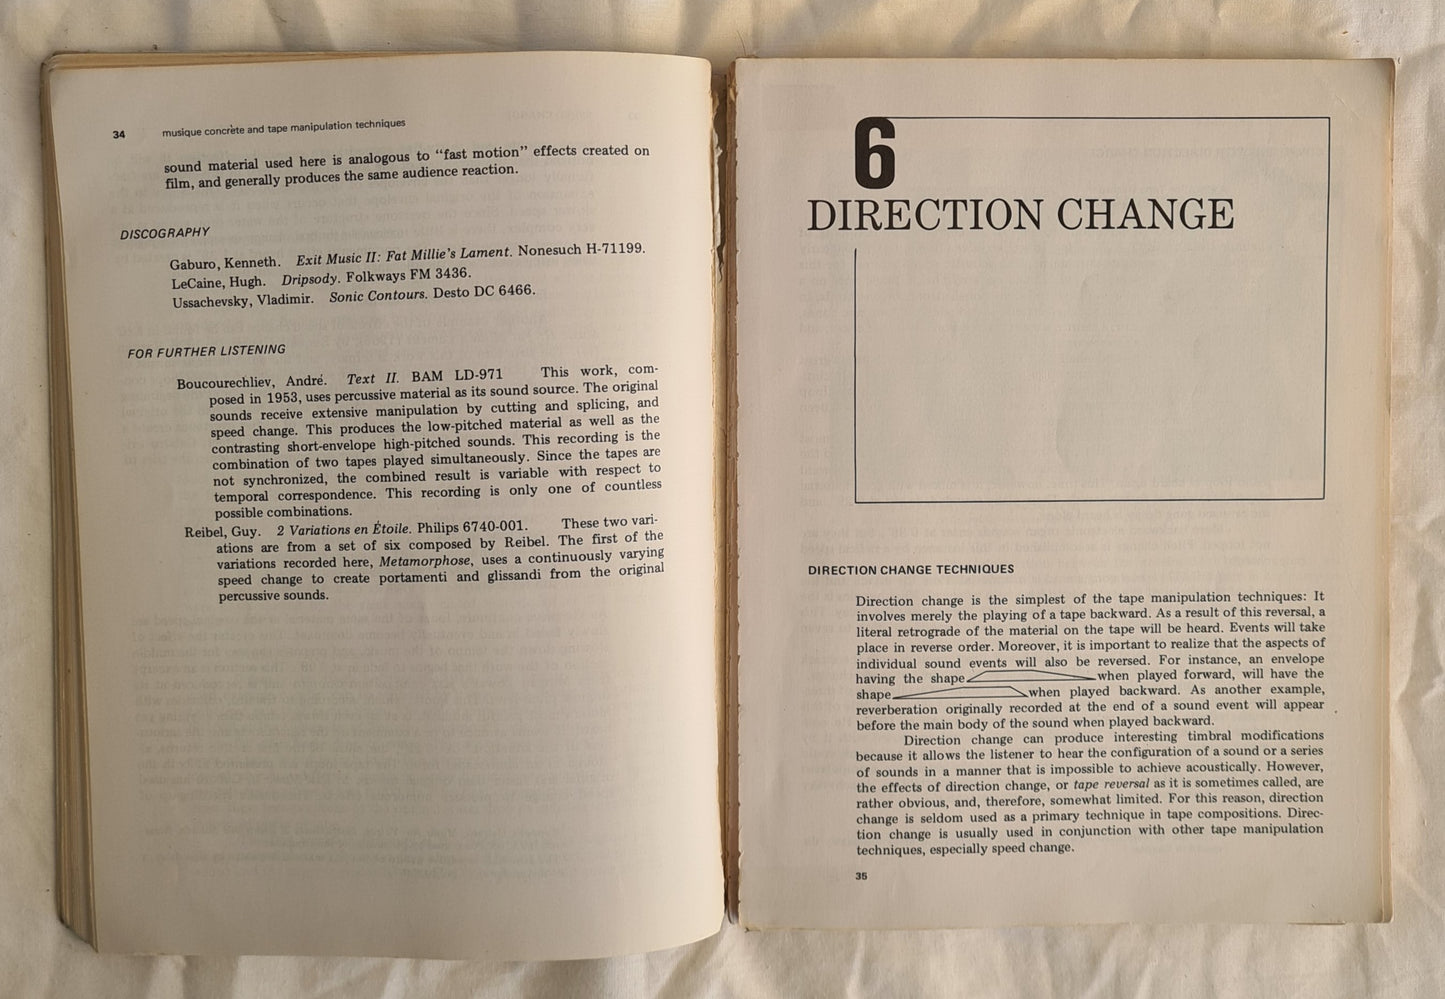 34 musique concrète and tape manipulation techniques
sound material used here is analogous to “fast motion” effects created on
film, and generally produces the same audience reaction.
DISCOGRAPHY
Gaburo, Kenneth. Exit Music II: Fat Millie’s Lament. Nonesuch H-71199.
LeCaine, Hugh. Dripsody. Folkways FM 3436.
Ussachevsky, Vladimir. Sonic Contours. Desto DC 6466.
FOR FURTHER LISTENING
Boucourechliev, André. Text II. BAM LD-971 This work, com-
posed in 1953, uses percussive material as its sound source. The original
sounds receive extensive manipulation by cutting and splicing, and
speed change. This produces the low-pitched material as well as the
contrasting short-envelope high-pitched sounds. This recording is the
combination of two tapes played simultaneously. Since the tapes are
not synchronized, the combined result is variable with respect to
temporal correspondence. This recording is only one of countless
possible combinations.
Reibel, Guy. 2 Variations en Étoile. Philips 6740-001. These two vari-
ations are from a set of six composed by Reibel. The first of the
variations recorded here, Metamorphose, uses a continuously varying
speed change to create portamenti and glissandi from the original
percussive sounds.
6
DIRECTION CHANGE
DIRECTION CHANGE TECHNIQUES
Direction change is the simplest of the tape manipulation techniques: It
involves merely the playing of a tape backward. As a result of this reversal, a
literal retrograde of the material on the tape will be heard. Events will take
place in reverse order. Moreover, it is important to realize that the aspects of
individual sound events will also be reversed. For instance, an envelope
having the shape when played forward, will have the
shape when played backward. As another example,
reverberation originally recorded at the end of a sound event will appear
before the main body of the sound when played backward.
Direction change can produce interesting timbral modifications
because it allows the listener to hear the configuration of a sound or a series
of sounds in a manner that is impossible to achieve acoustically. However,
the effects of direction change, or tape reversal as it is sometimes called, are
rather obvious, and, therefore, somewhat limited. For this reason, direction
change is seldom used as a primary technique in tape compositions. Direc-
tion change is usually used in conjunction with other tape manipulation
techniques, especially speed change.
35